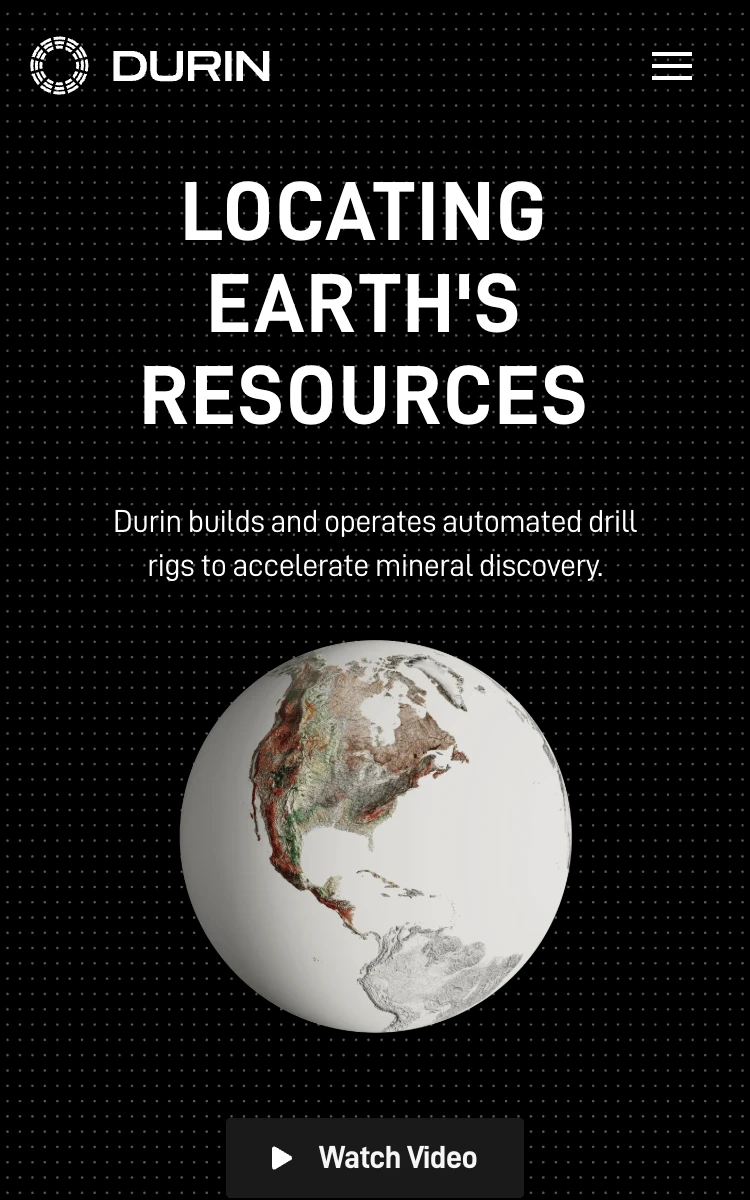 DURIN
LOCATING
EARTH'S
RESOURCES
Durin builds and operates automated drill
rigs to accelerate mineral discovery.
Watch Video